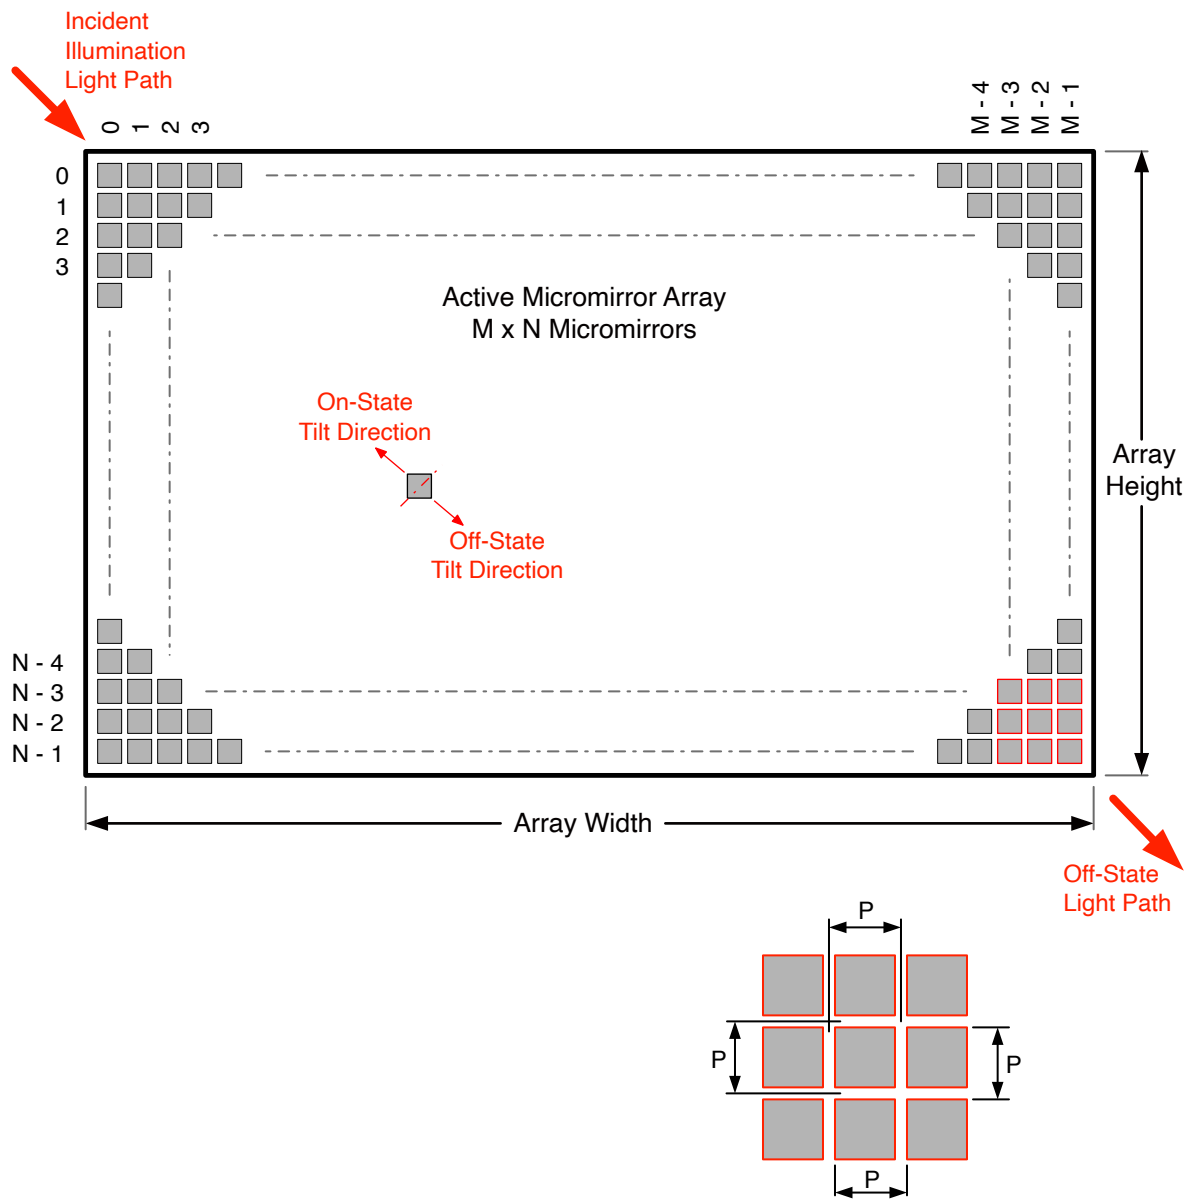 Incident
Illumination
Light Path
0
1
2
3
M - 4
M - 3
M - 2
M - 1
0
1
2
3
Active Micromirror Array
M x N Micromirrors
On-State
Tilt Direction
Array
Height
Off-State
Tilt Direction
N - 4
N - 3
N - 2
N - 1
Array Width
Off-State
Light Path
P
P
P
P